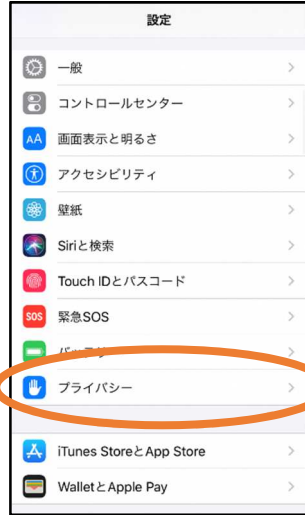 設定
一般
コントロールセンター
AA 画面表示と明るさ
アクセシビリティ
壁紙
Siriと検索
Touch IDとパスコード
SOS 緊急SOS
プライバシー
iTunes StoreとApp Store
WalletとApple Pay